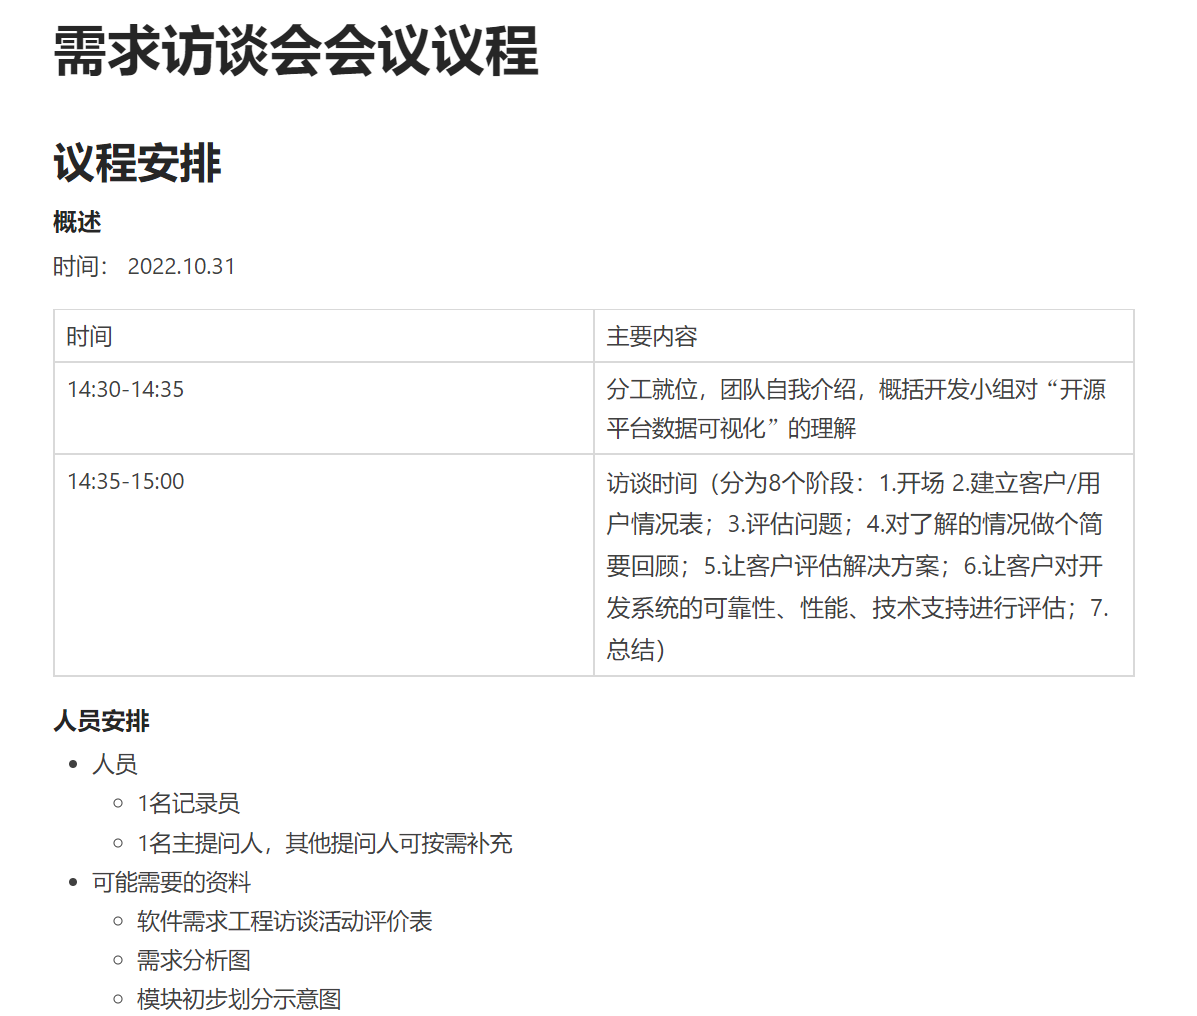 需求访谈会会议议程
议程安排
概述
时间： 2022.10.31
时间
主要内容
14:30-14:35
分工就位，团队自我介绍，概括开发小组对“开源
平台数据可视化”的理解
14:35-15:00
访谈时间（分为8个阶段：1.开场 2.建立客户/用
户情况表；3.评估问题；4.对了解的情况做个简
要回顾；5.让客户评估解决方案；6.让客户对开
发系统的可靠性、性能、技术支持进行评估；7.
总结）
人员安排
人员
1名记录员
1名主提问人，其他提问人可按需补充
可能需要的资料
软件需求工程访谈活动评价表
需求分析图
模块初步划分示意图